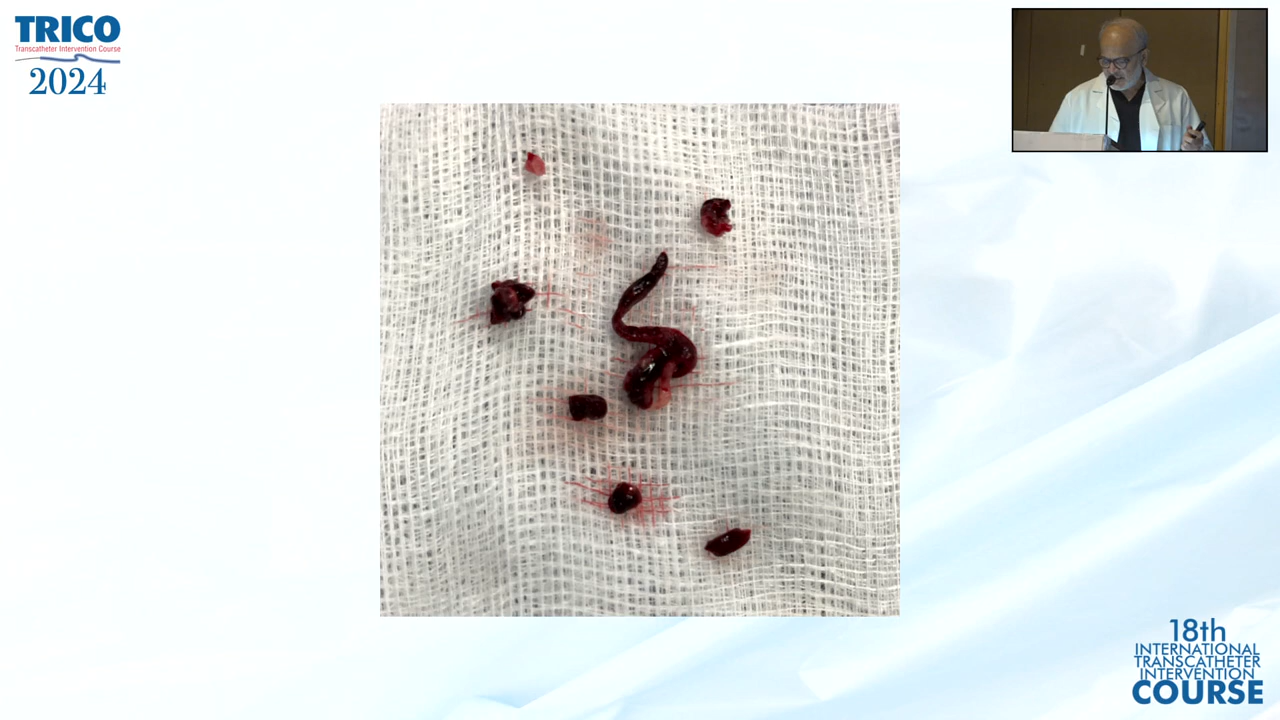 TRICO
Transcatheter Intervention Course
2024
18th
INTERNATIONAL
TRANSCATHETER
INTERVENTION
COURSE